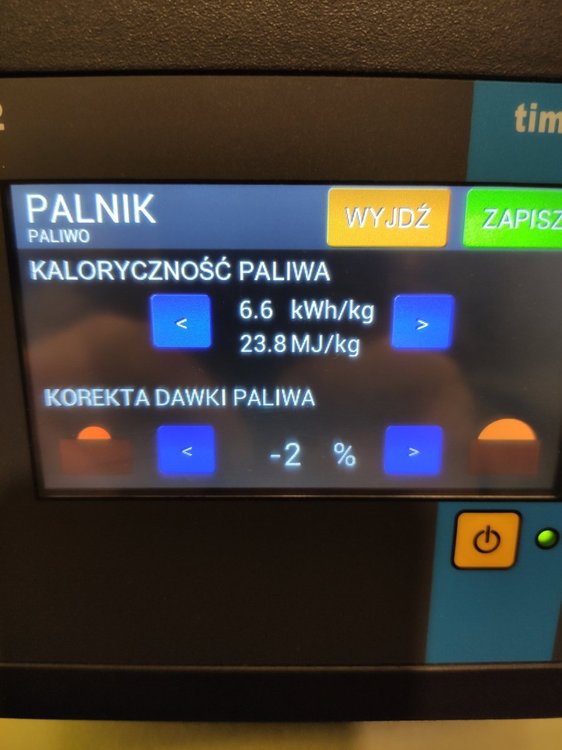 2
tim
PALNIK
PALIWO
WYJDŹ
ZAPISZ
KALORYCZNOŚĆ PALIWA
< 6.6 kWh/kg >
23.8 MJ/kg
KOREKTA DAWKI PALIWA
< -2 % >